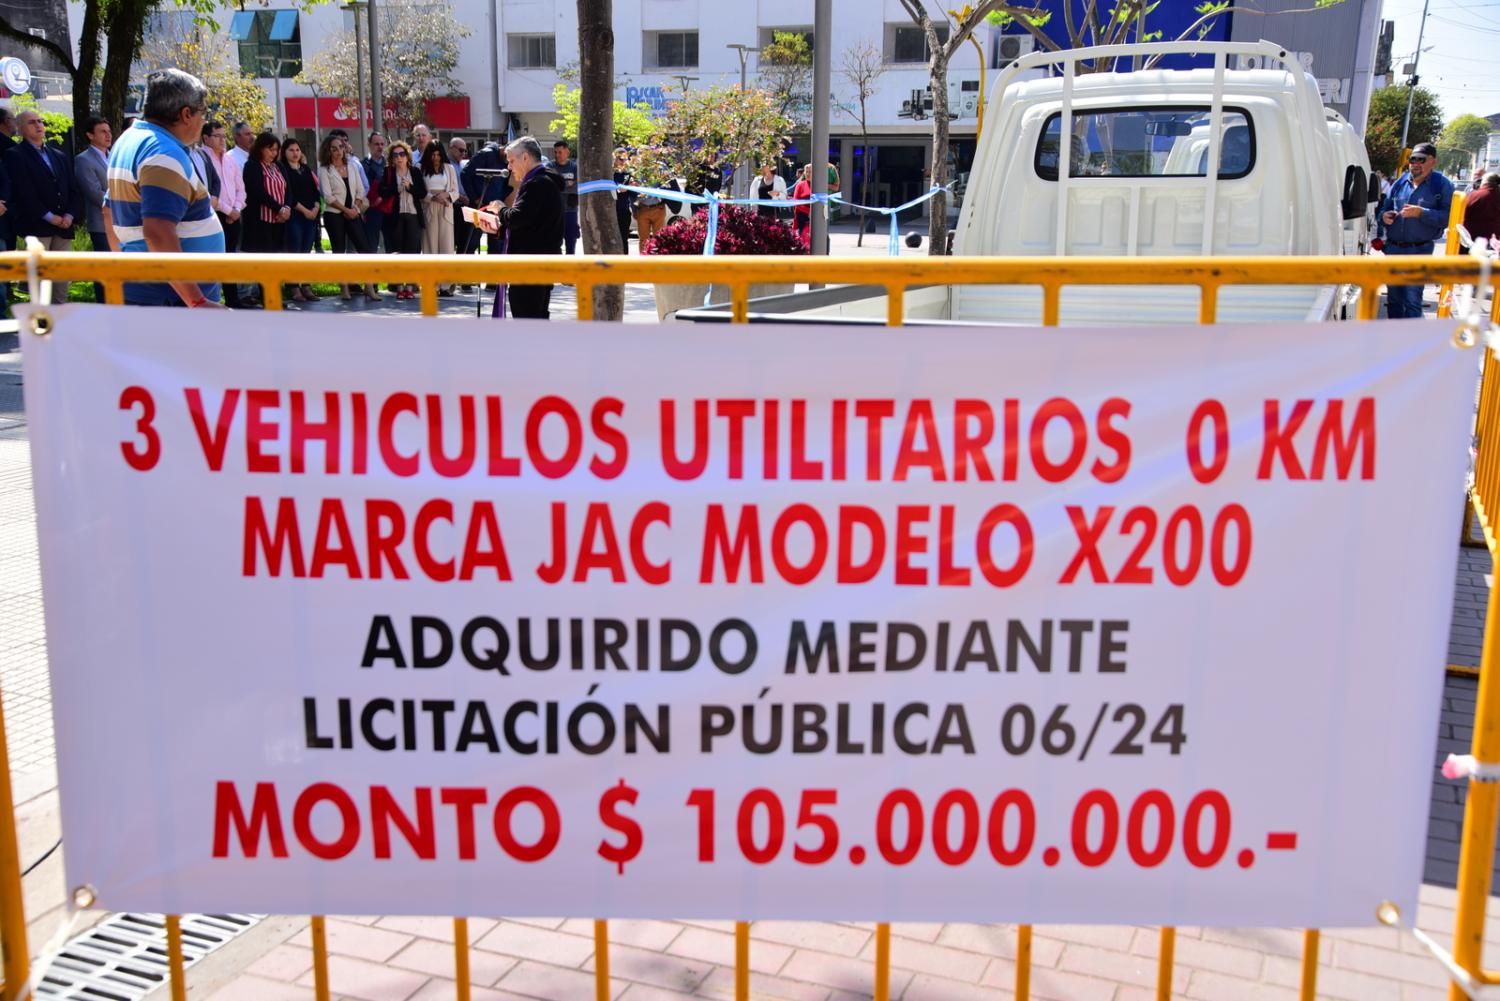 Santander
3 VEHICULOS UTILITARIOS 0 KM
MARCA JAC MODELO X200
ADQUIRIDO MEDIANTE
LICITACIÓN PÚBLICA 06/24
MONTO $ 105.000.000.-